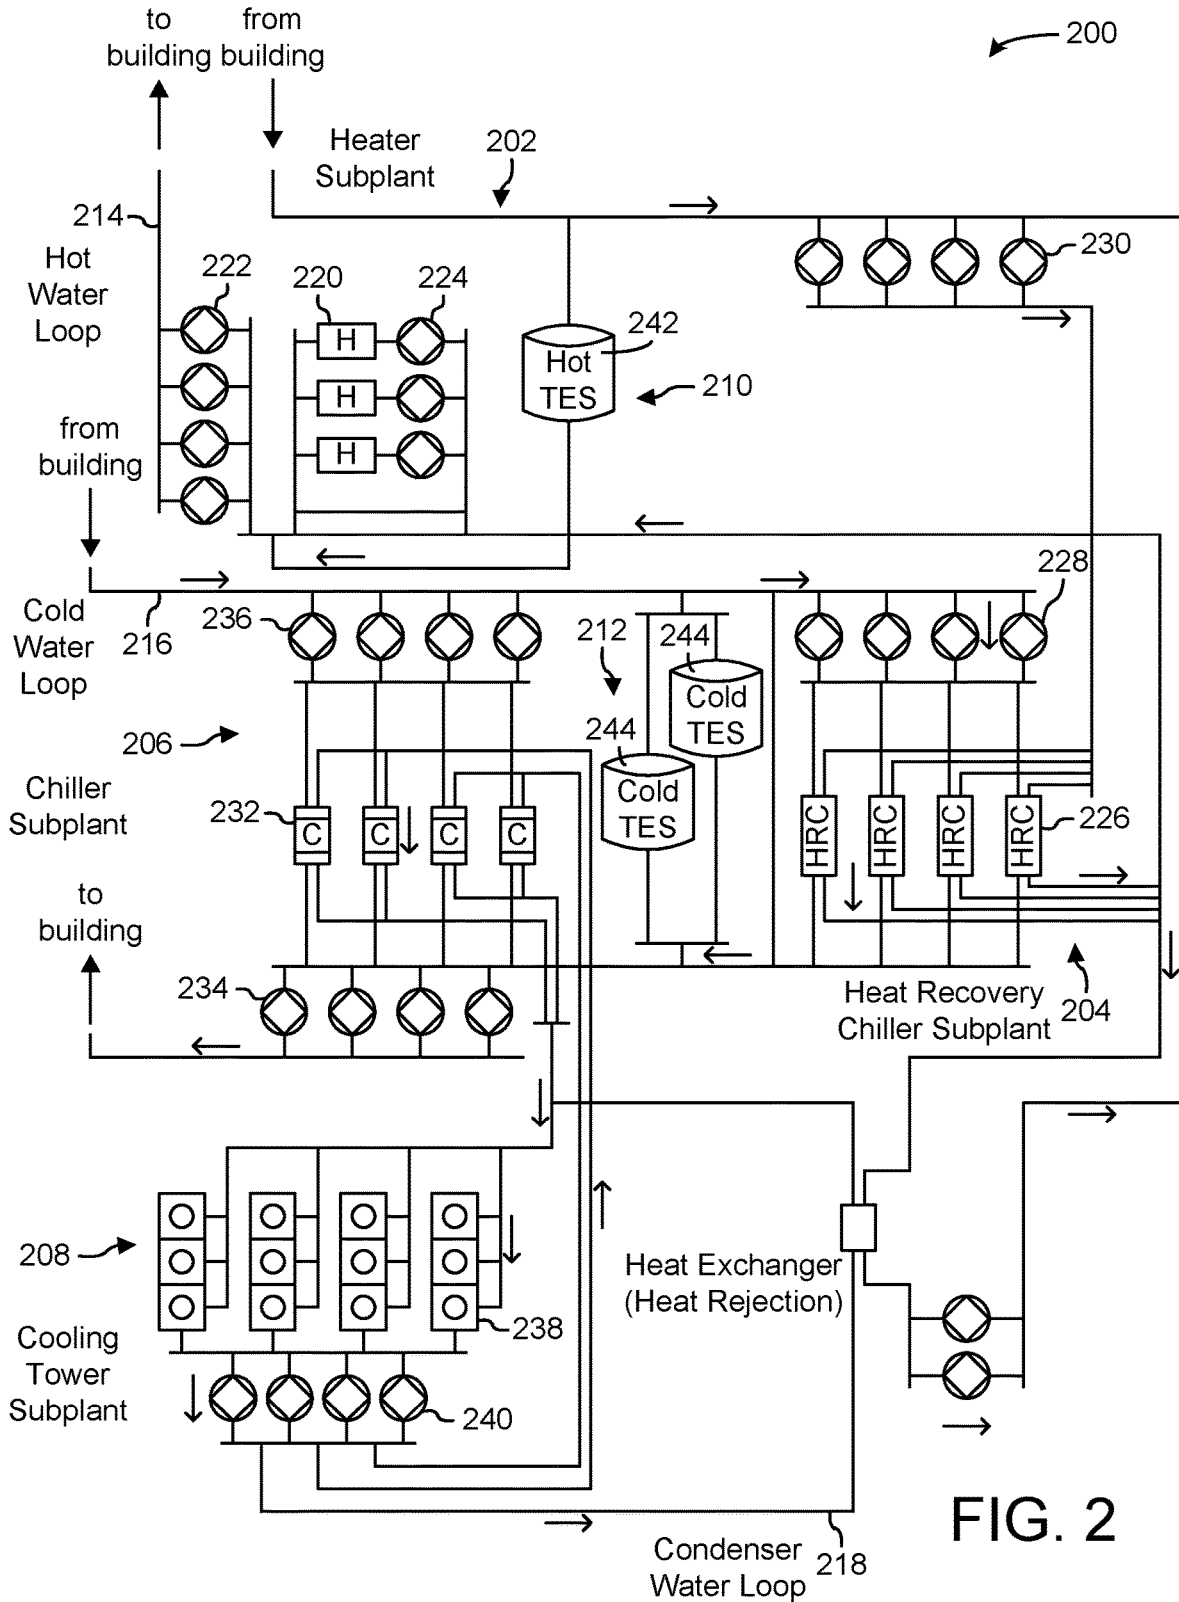 to
building
from
building
200
Heater
Subplant
202
214
Hot
Water
Loop
222
220
224
230
H
H
H
242
Hot
TES
210
from
building
228
Cold
Water
Loop
216
236
212
244
Cold
TES
244
Cold
TES
206
Chiller
Subplant
232
C
C
C
C
HRC
HRC
HRC
HRC
226
to
building
234
Heat Recovery
Chiller Subplant
204
208
Heat Exchanger
(Heat Rejection)
238
Cooling
Tower
Subplant
240
Condenser
Water Loop
218
FIG. 2